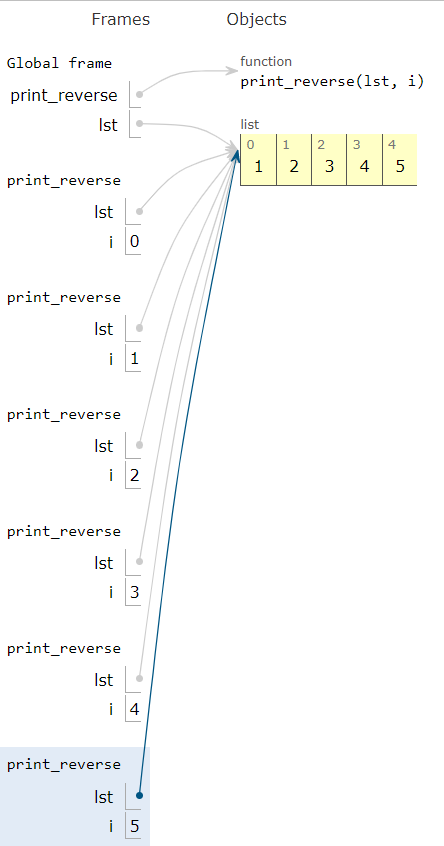 Frames Objects
Global frame
function
print_reverse
print_reverse(lst, i)
lst
list
0 1 2 3 4
1 2 3 4 5
print_reverse
lst
i 0
print_reverse
lst
i 1
print_reverse
lst
i 2
print_reverse
lst
i 3
print_reverse
lst
i 4
print_reverse
lst
i 5